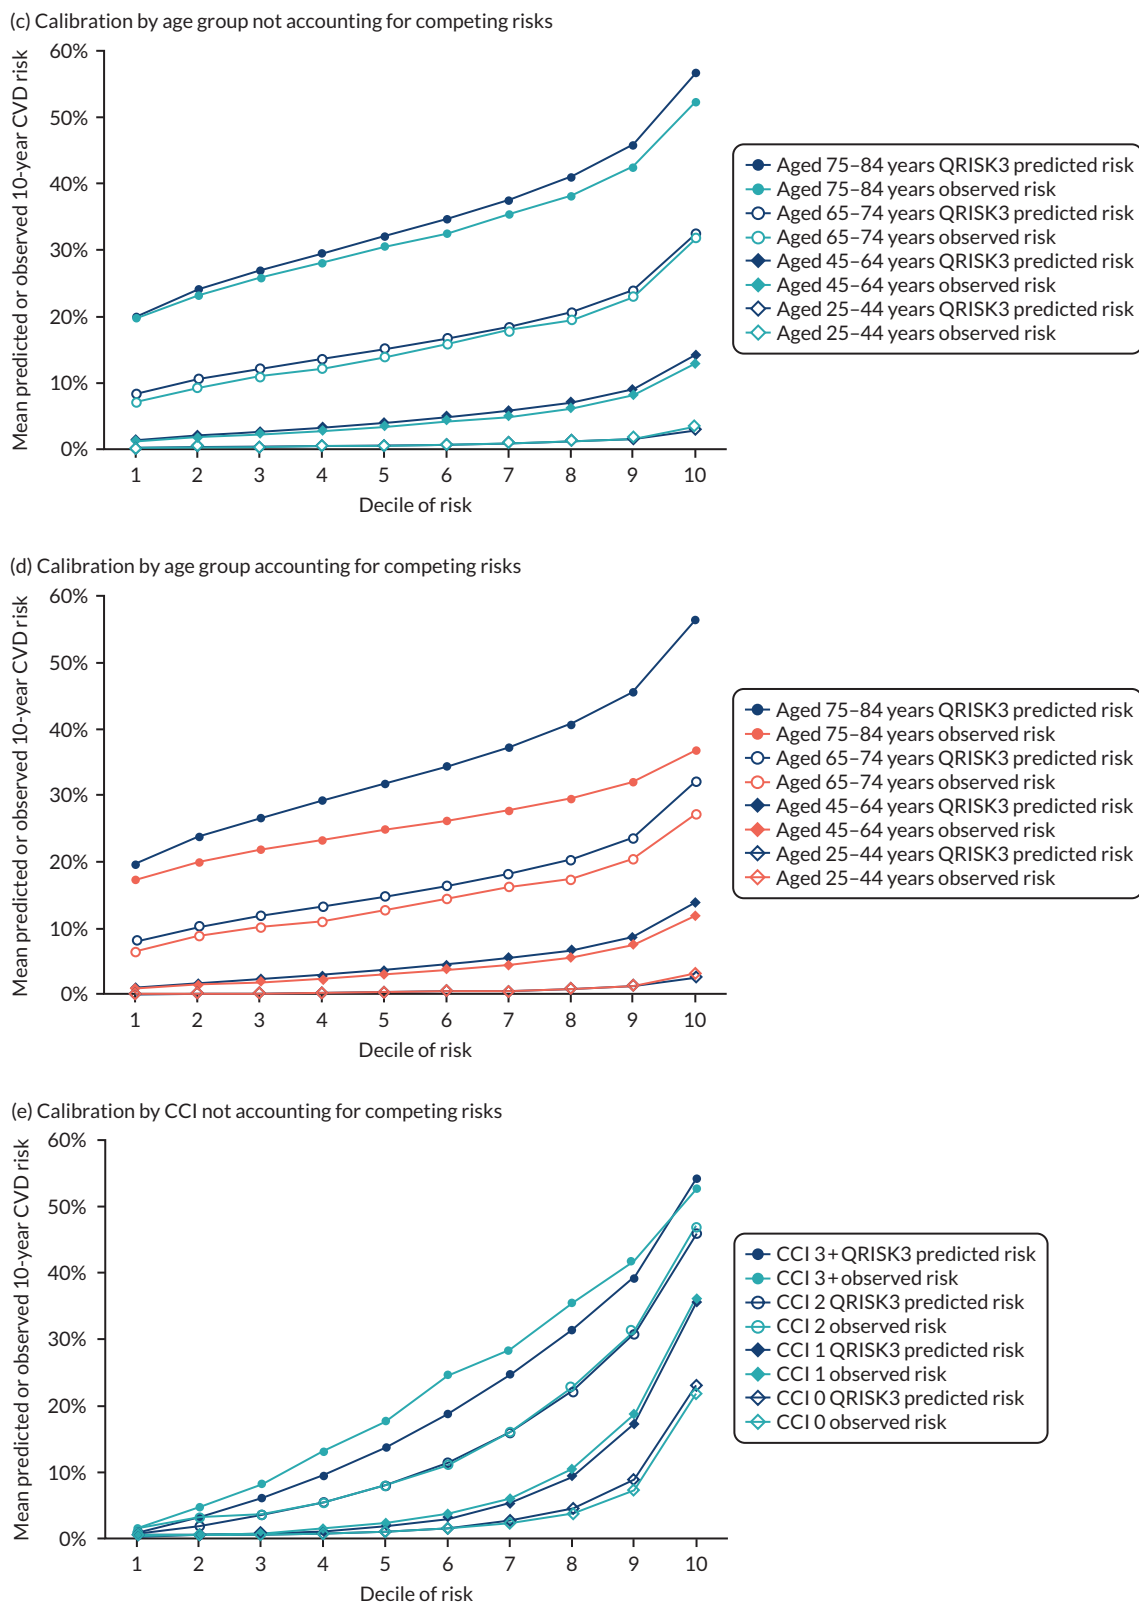 (c) Calibration by age group not accounting for competing risks
Mean predicted or observed 10-year CVD risk
60%
50%
40%
30%
20%
10%
0%
1 2 3 4 5 6 7 8 9 10
Decile of risk
Aged 75–84 years QRISK3 predicted risk
Aged 75–84 years observed risk
Aged 65–74 years QRISK3 predicted risk
Aged 65–74 years observed risk
Aged 45–64 years QRISK3 predicted risk
Aged 45–64 years observed risk
Aged 25–44 years QRISK3 predicted risk
Aged 25–44 years observed risk
(d) Calibration by age group accounting for competing risks
Mean predicted or observed 10-year CVD risk
60%
50%
40%
30%
20%
10%
0%
1 2 3 4 5 6 7 8 9 10
Decile of risk
Aged 75–84 years QRISK3 predicted risk
Aged 75–84 years observed risk
Aged 65–74 years QRISK3 predicted risk
Aged 65–74 years observed risk
Aged 45–64 years QRISK3 predicted risk
Aged 45–64 years observed risk
Aged 25–44 years QRISK3 predicted risk
Aged 25–44 years observed risk
(e) Calibration by CCI not accounting for competing risks
Mean predicted or observed 10-year CVD risk
60%
50%
40%
30%
20%
10%
0%
1 2 3 4 5 6 7 8 9 10
Decile of risk
CCI 3+ QRISK3 predicted risk
CCI 3+ observed risk
CCI 2 QRISK3 predicted risk
CCI 2 observed risk
CCI 1 QRISK3 predicted risk
CCI 1 observed risk
CCI 0 QRISK3 predicted risk
CCI 0 observed risk